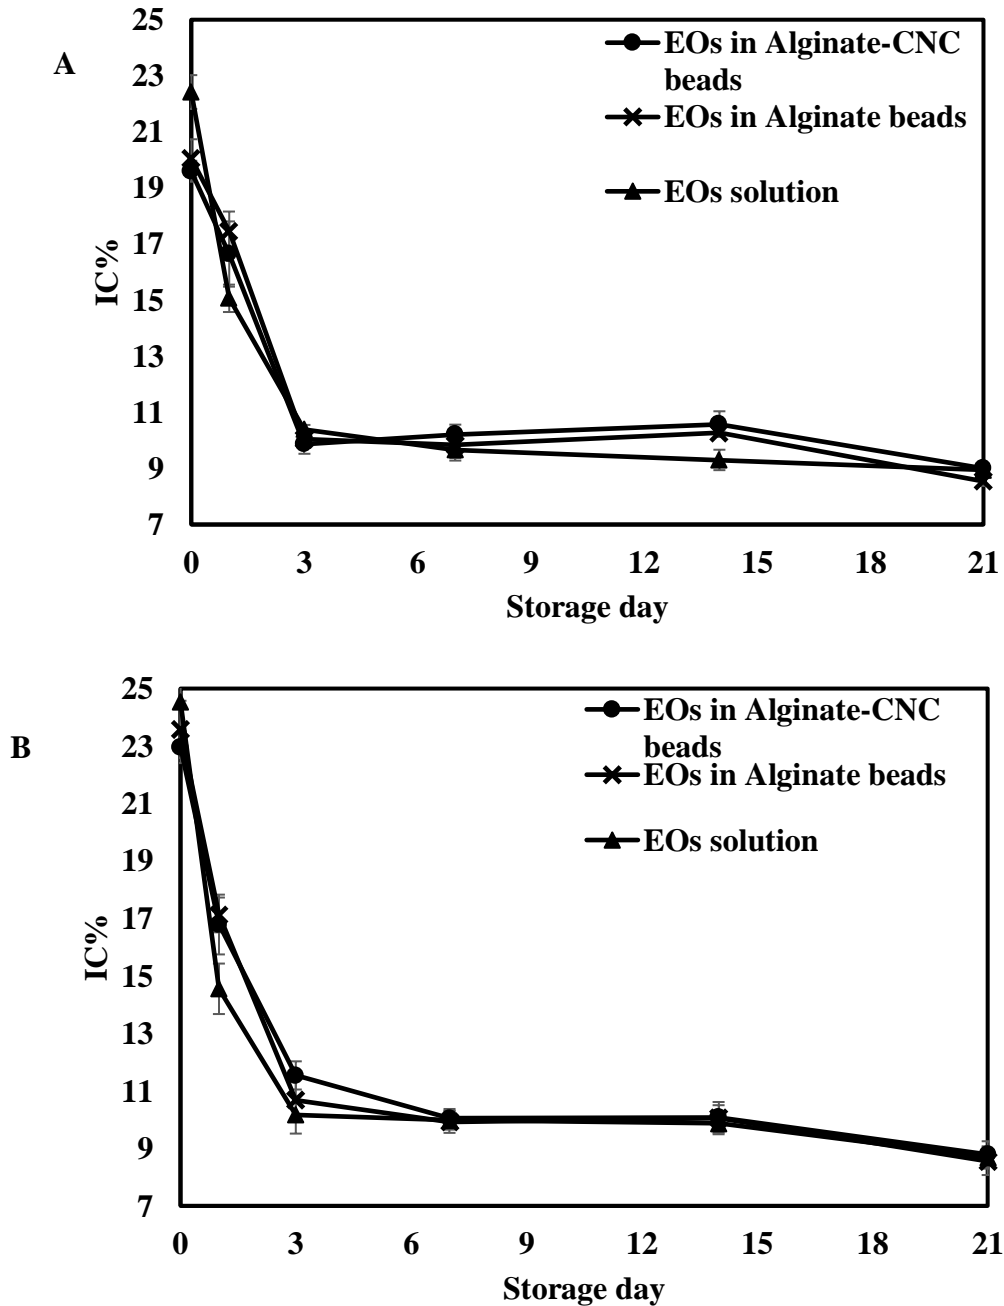 A
25
23
21
19
17
15
13
11
9
7
IC%
EOs in Alginate-CNC
beads
EOs in Alginate beads
EOs solution
0 3 6 9 12 15 18 21
Storage day
B
25
23
21
19
17
15
13
11
9
7
IC%
EOs in Alginate-CNC
beads
EOs in Alginate beads
EOs solution
0 3 6 9 12 15 18 21
Storage day